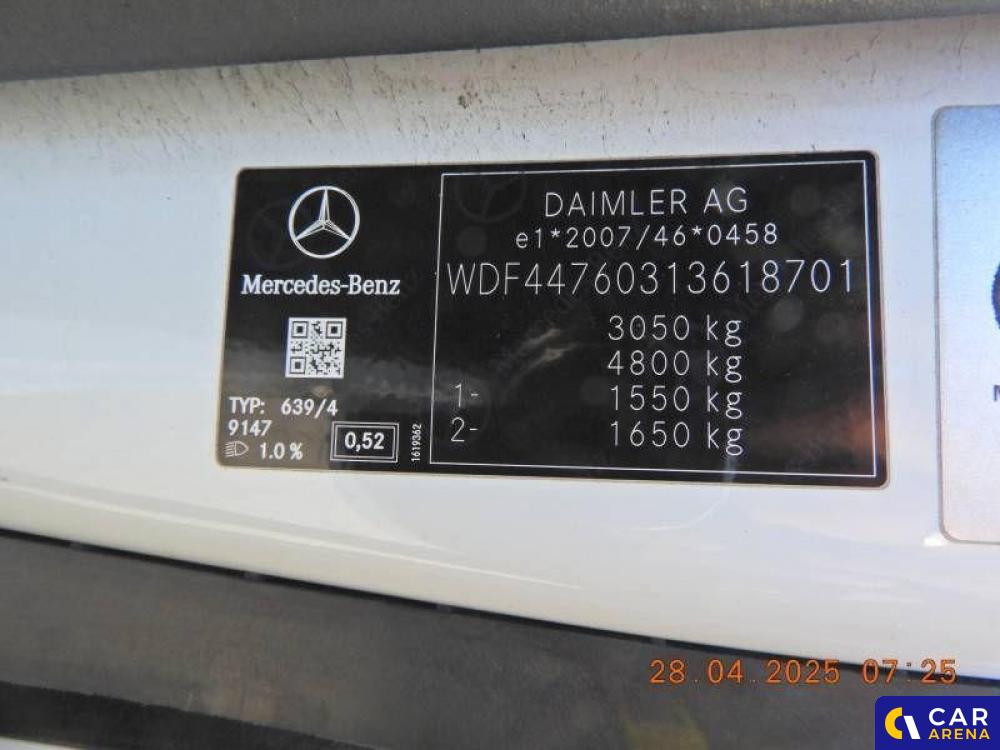 Mercedes-Benz
TYP: 639/4
9147
1.0 %
0,52
1619362
DAIMLER AG
e1*2007/46*0458
WDF44760313618701
3050 kg
4800 kg
1- 1550 kg
2- 1650 kg
28.04.2025 07:25
CAR
ARENA